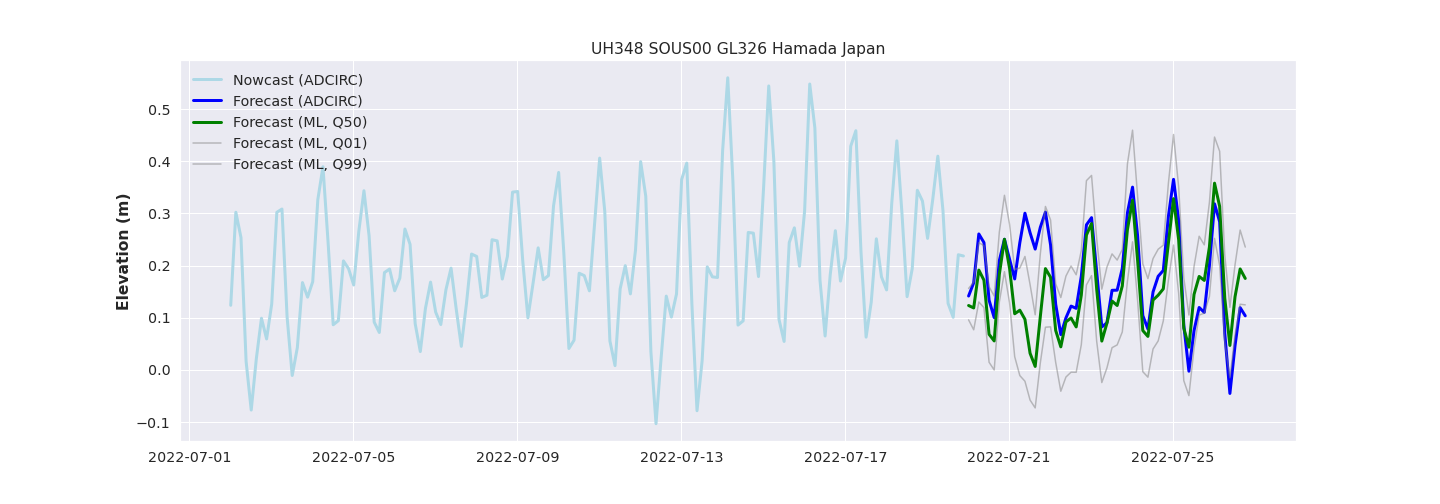 UH348 SOUS00 GL326 Hamada Japan
Nowcast (ADCIRC)
Forecast (ADCIRC)
Forecast (ML, Q50)
Forecast (ML, Q01)
Forecast (ML, Q99)
Elevation (m)
0.5
0.4
0.3
0.2
0.1
0.0
−0.1
2022-07-01 2022-07-05 2022-07-09 2022-07-13 2022-07-17 2022-07-21 2022-07-25